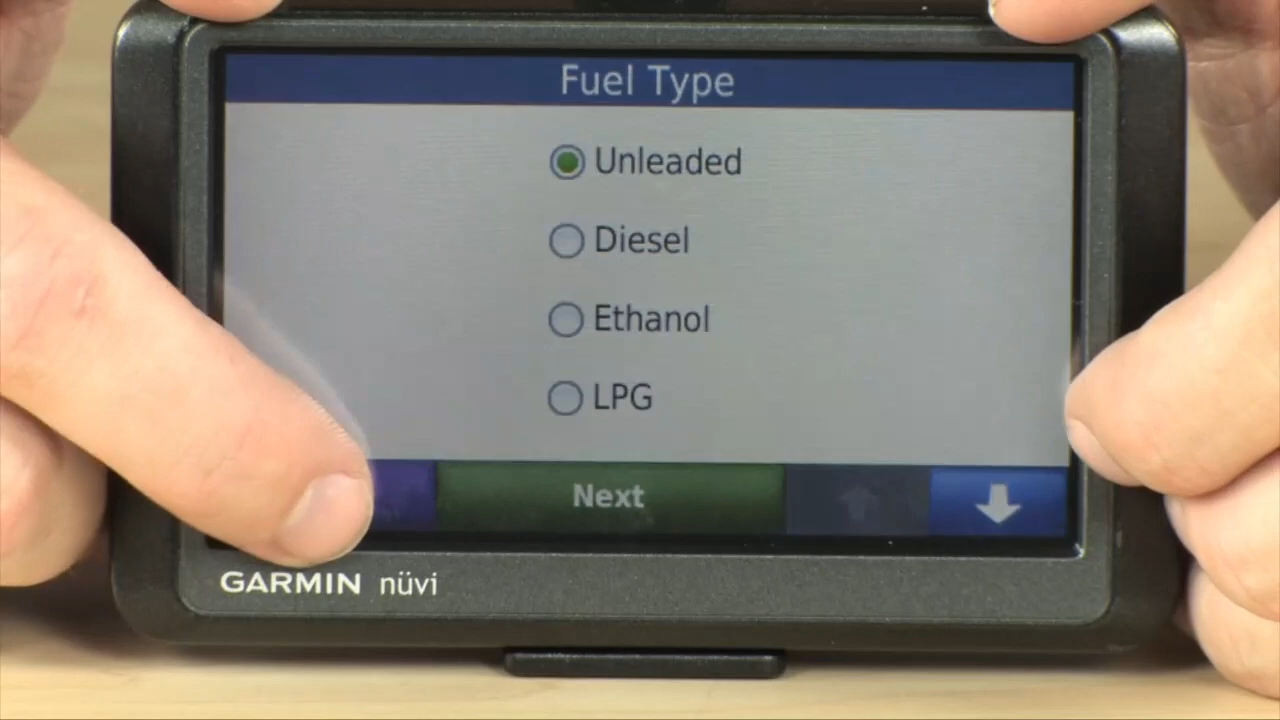 Fuel Type
Unleaded
Diesel
Ethanol
LPG
Next
GARMIN nüvi